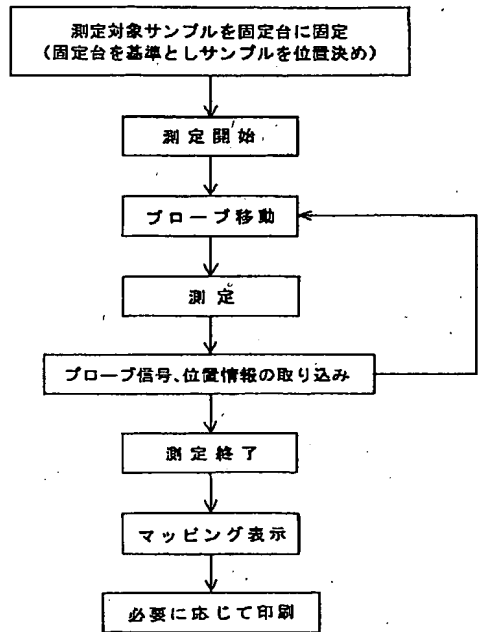 測定対象サンプルを固定台に固定
(固定台を基準としサンプルを位置決め)
測定開始
プローブ移動
測定
プローブ信号、位置情報の取り込み
測定終了
マッピング表示
必要に応じて印刷